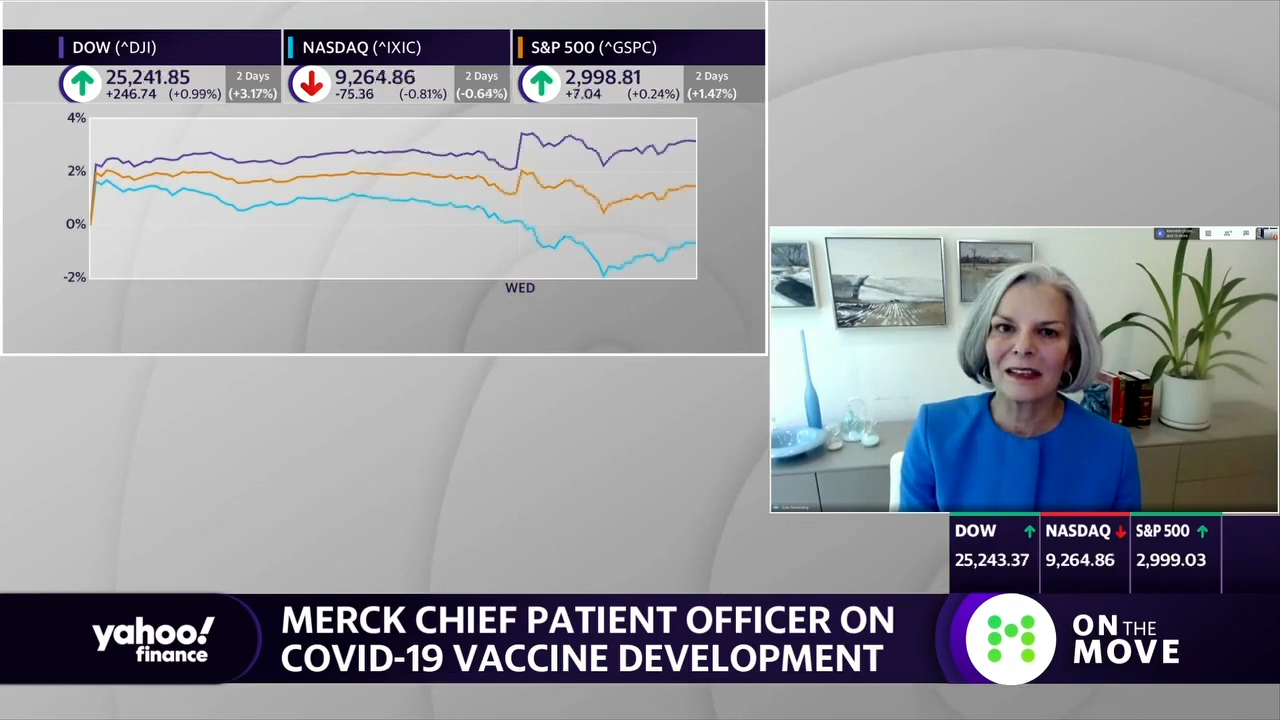 DOW (^DJI)
25,241.85
+246.74 (+0.99%)
2 Days
(+3.17%)
NASDAQ (^IXIC)
9,264.86
-75.36 (-0.81%)
2 Days
(-0.64%)
S&P 500 (^GSPC)
2,998.81
+7.04 (+0.24%)
2 Days
(+1.47%)
4%
2%
0%
-2%
WED
DOW
25,243.37
NASDAQ
9,264.86
S&P 500
2,999.03
yahoo!
finance
MERCK CHIEF PATIENT OFFICER ON
COVID-19 VACCINE DEVELOPMENT
ON THE
MOVE